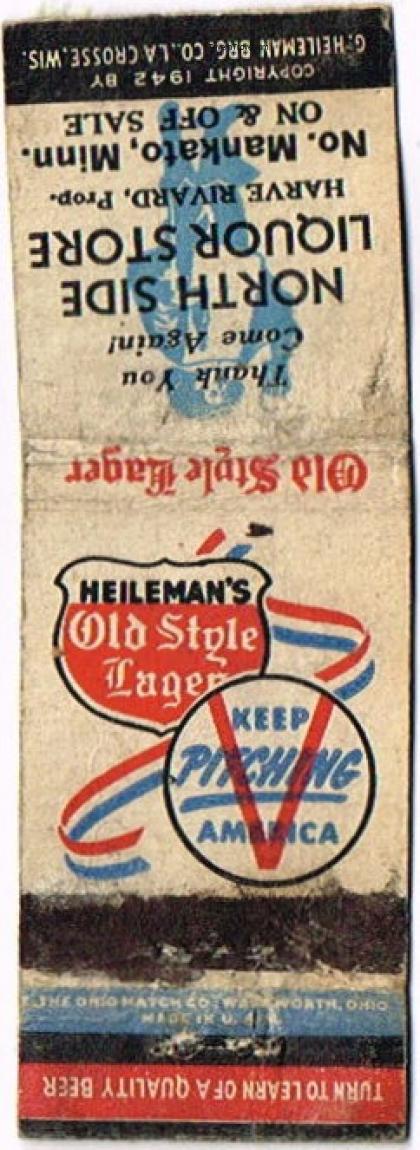 G. HEILEMAN BRG. CO., LA CROSSE, WIS.
COPYRIGHT 1942 BY
ON & OFF SALE
No. Mankato, Minn.
HARVE RIVARD, Prop.
LIQUOR STORE
NORTH SIDE
Come Again!
Thank You
Old Style Lager
HEILEMAN'S
Old Style
Lager
KEEP
PITCHING
AMERICA
THE OHIO MATCH CO., WADSWORTH, OHIO
MADE IN U. S. A.
TURN TO LEARN OF A QUALITY BEER